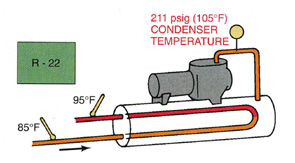 211 psig (105°F)
CONDENSER
TEMPERATURE
R - 22
95°F
85°F